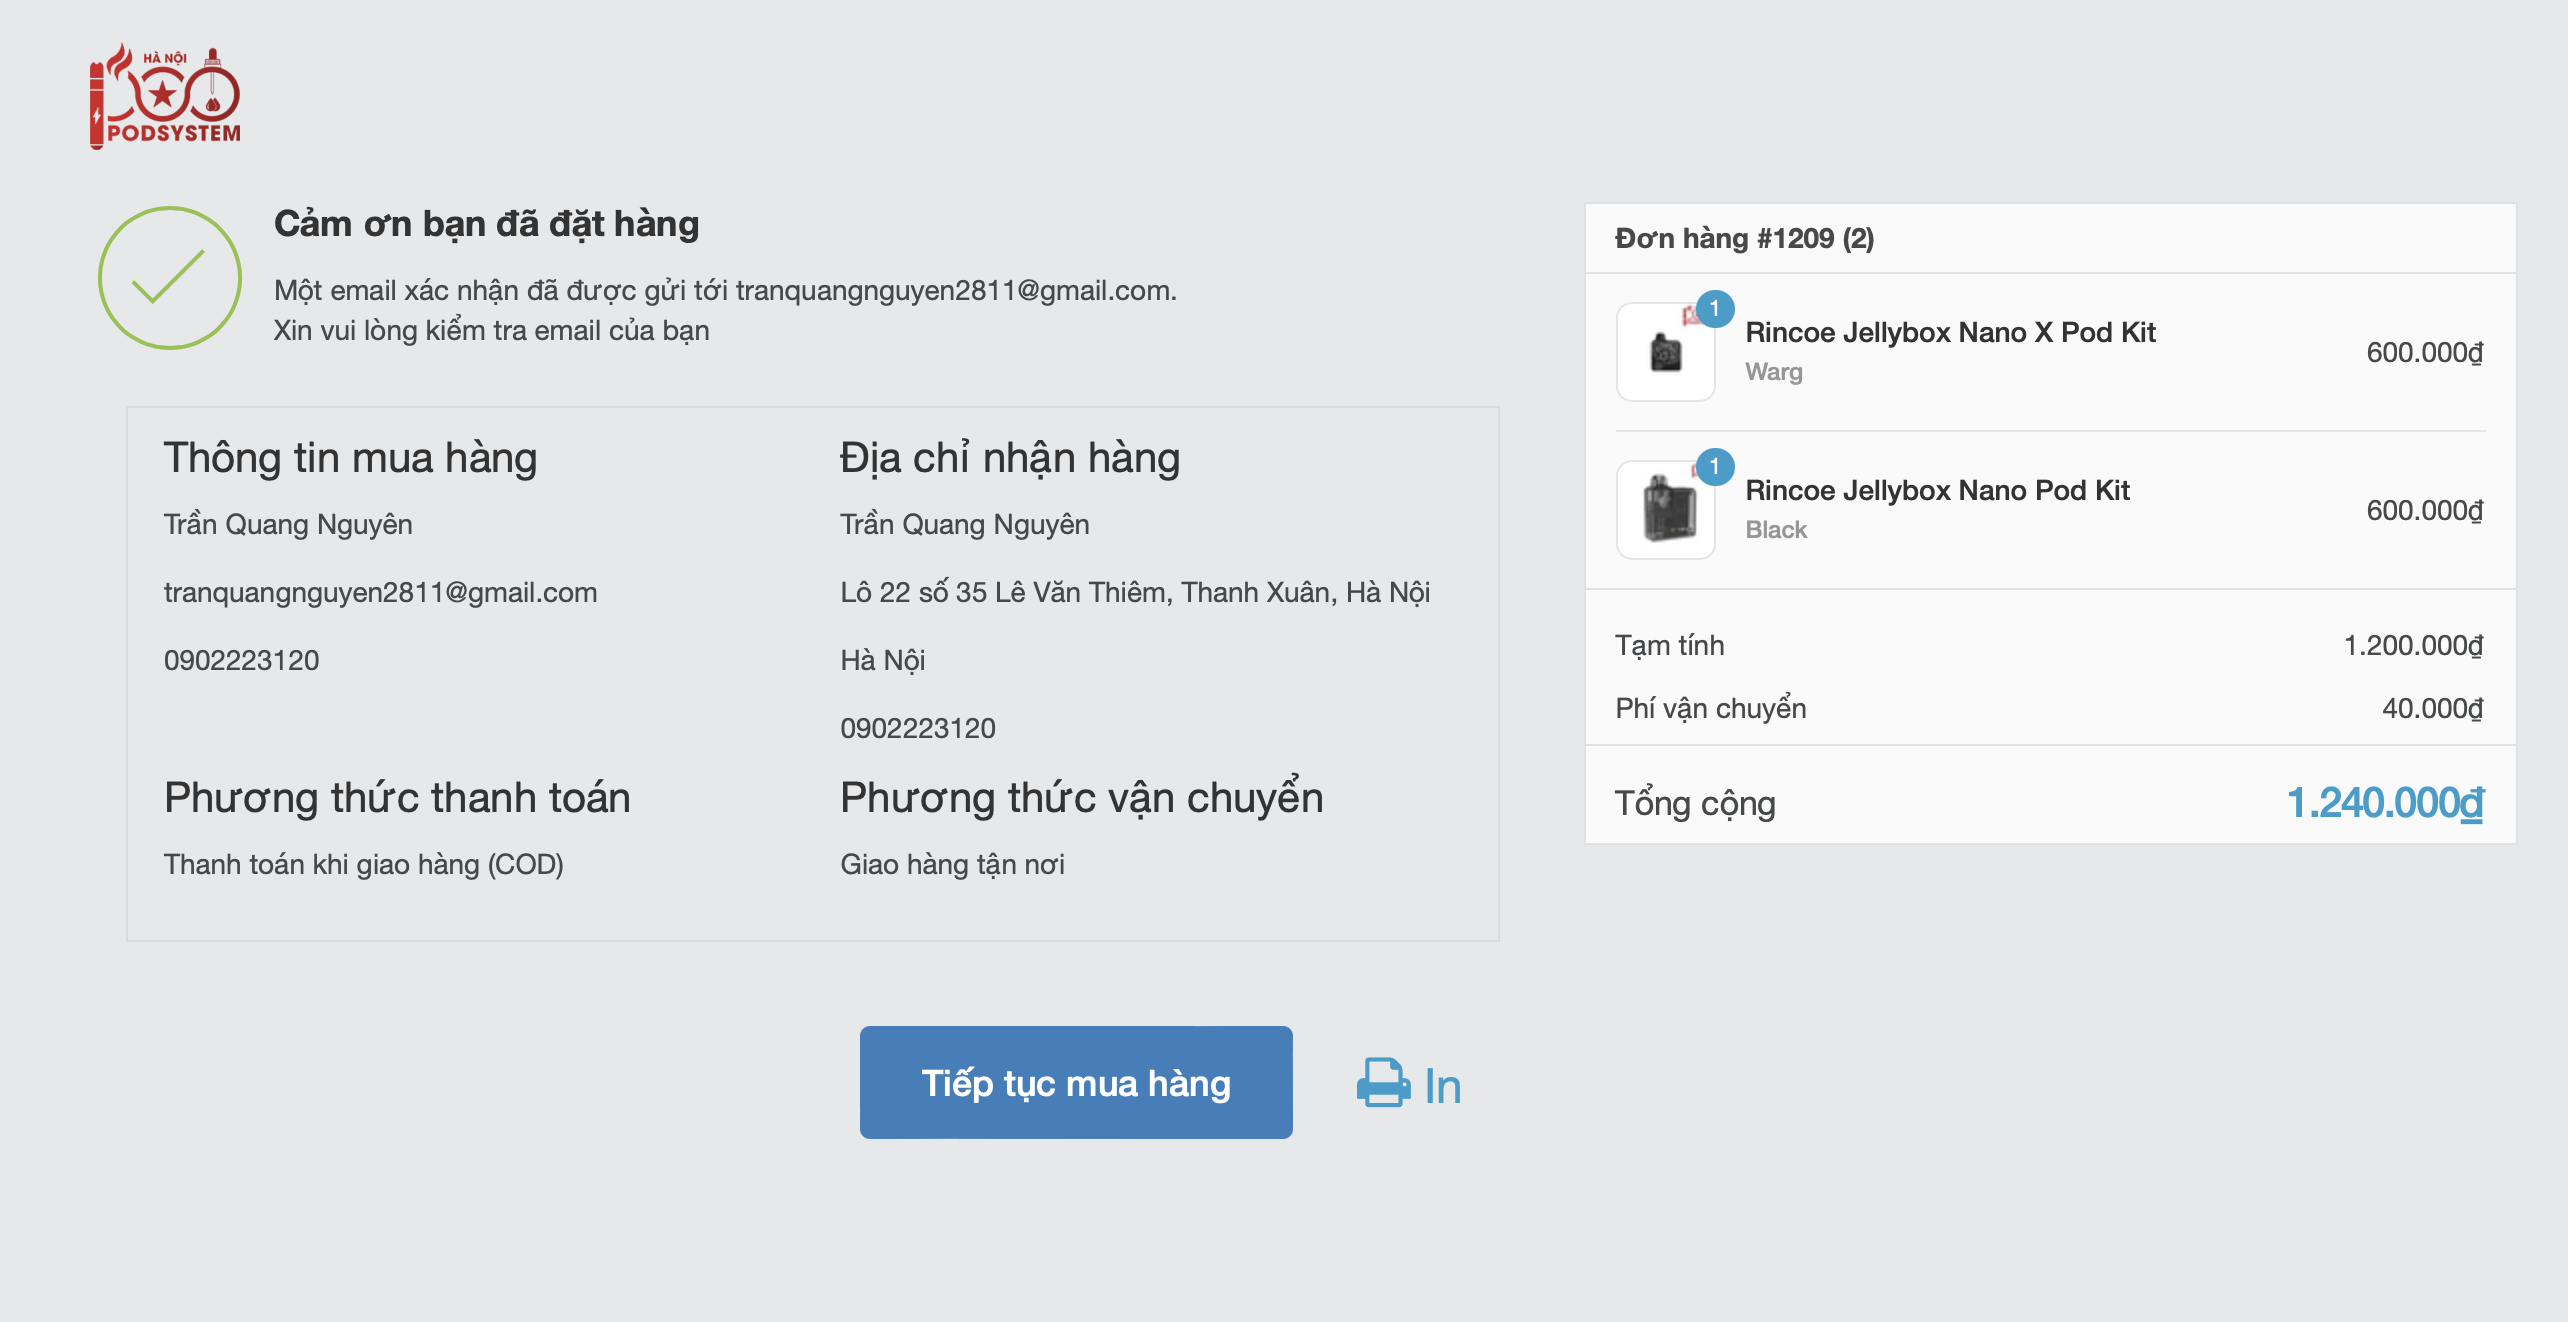 HÀ NỘI
PODSYSTEM
Cảm ơn bạn đã đặt hàng
Một email xác nhận đã được gửi tới tranquangnguyen2811@gmail.com.
Xin vui lòng kiểm tra email của bạn
Thông tin mua hàng
Trần Quang Nguyên
tranquangnguyen2811@gmail.com
0902223120
Địa chỉ nhận hàng
Trần Quang Nguyên
Lô 22 số 35 Lê Văn Thiêm, Thanh Xuân, Hà Nội
Hà Nội
0902223120
Phương thức thanh toán
Thanh toán khi giao hàng (COD)
Phương thức vận chuyển
Giao hàng tận nơi
Tiếp tục mua hàng
In
Đơn hàng #1209 (2)
1
Rincoe Jellybox Nano X Pod Kit
Warg
600.000₫
1
Rincoe Jellybox Nano Pod Kit
Black
600.000₫
Tạm tính 1.200.000₫
Phí vận chuyển 40.000₫
Tổng cộng 1.240.000₫